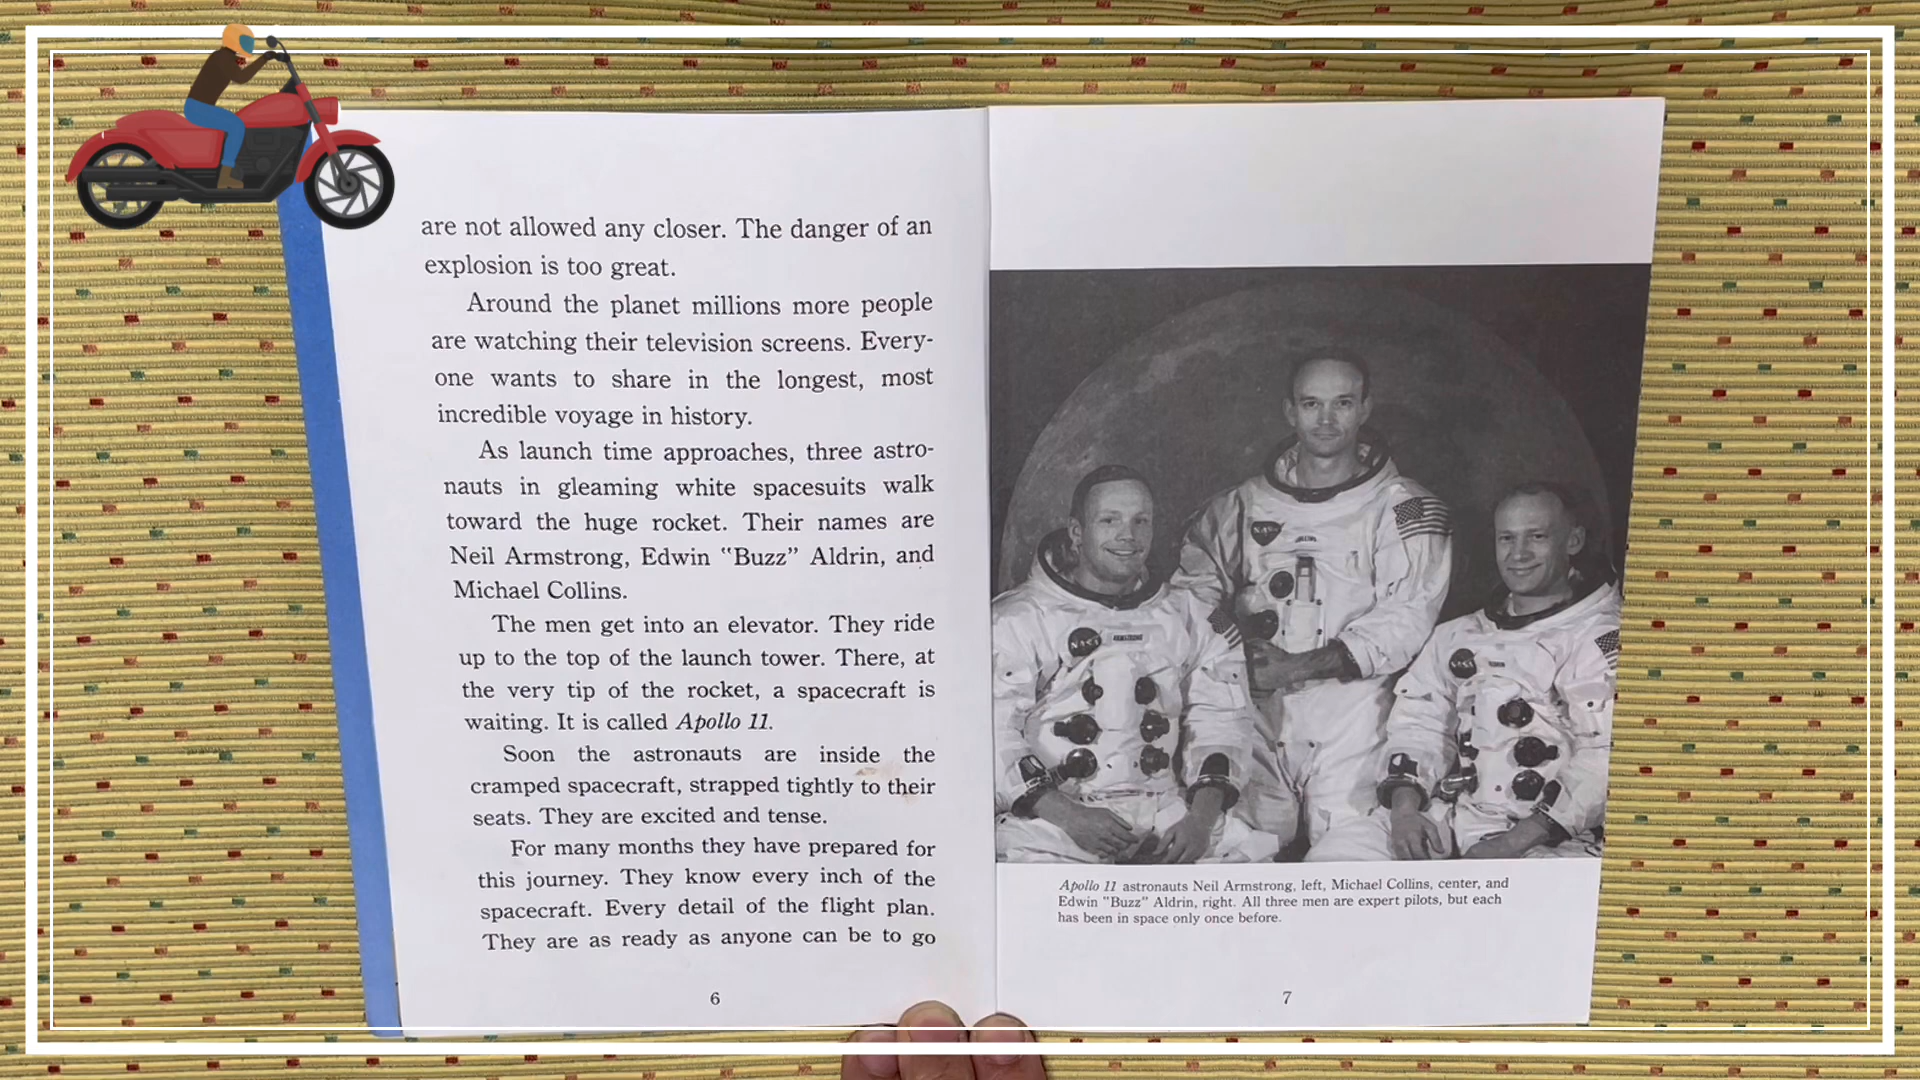 are not allowed any closer. The danger of an
explosion is too great.
Around the planet millions more people
are watching their television screens. Every-
one wants to share in the longest, most
incredible voyage in history.
As launch time approaches, three astro-
nauts in gleaming white spacesuits walk
toward the huge rocket. Their names are
Neil Armstrong, Edwin "Buzz" Aldrin, and
Michael Collins.
The men get into an elevator. They ride
up to the top of the launch tower. There, at
the very tip of the rocket, a spacecraft is
waiting. It is called Apollo 11.
Soon the astronauts are inside the
cramped spacecraft, strapped tightly to their
seats. They are excited and tense.
For many months they have prepared for
this journey. They know every inch of the
spacecraft. Every detail of the flight plan.
They are as ready as anyone can be to go
6
NASA
COLLINS
NASA
ARMSTRONG
NASA
Apollo 11 astronauts Neil Armstrong, left, Michael Collins, center, and
Edwin "Buzz" Aldrin, right. All three men are expert pilots, but each
has been in space only once before.
7